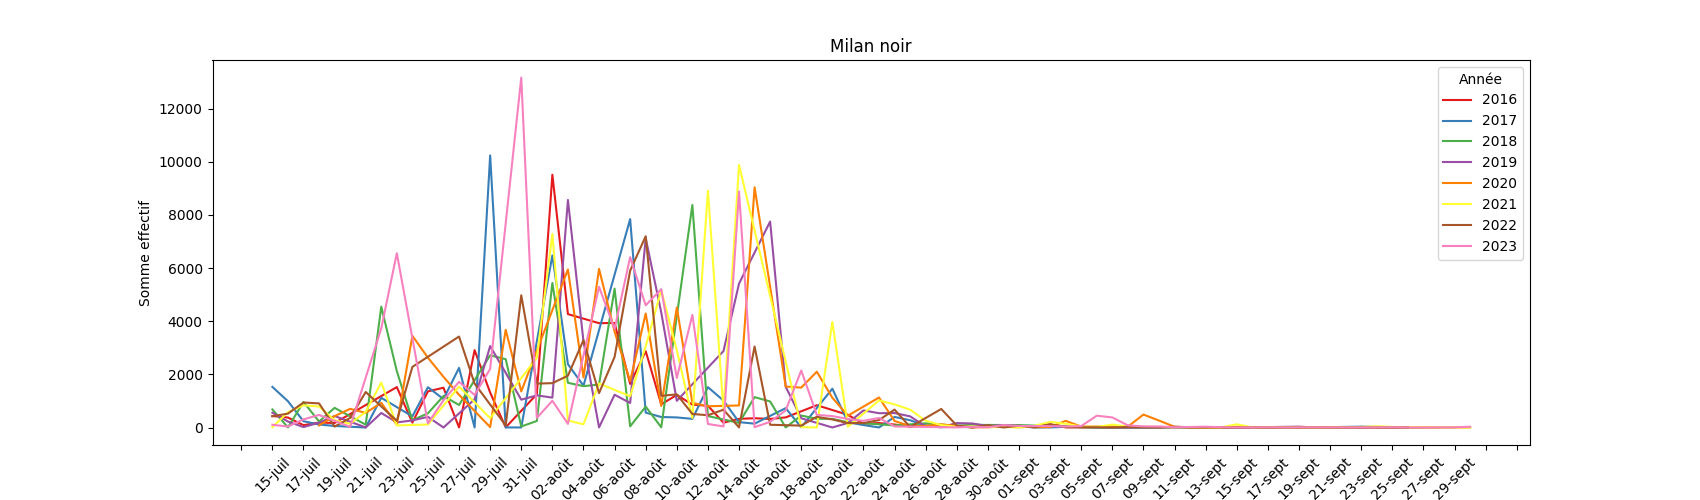 Milan noir
Somme effectif
12000
10000
8000
6000
4000
2000
0
Année
2016
2017
2018
2019
2020
2021
2022
2023
15-juil
17-juil
19-juil
21-juil
23-juil
25-juil
27-juil
29-juil
31-juil
02-août
04-août
06-août
08-août
10-août
12-août
14-août
16-août
18-août
20-août
22-août
24-août
26-août
28-août
30-août
01-sept
03-sept
05-sept
07-sept
09-sept
11-sept
13-sept
15-sept
17-sept
19-sept
21-sept
23-sept
25-sept
27-sept
29-sept